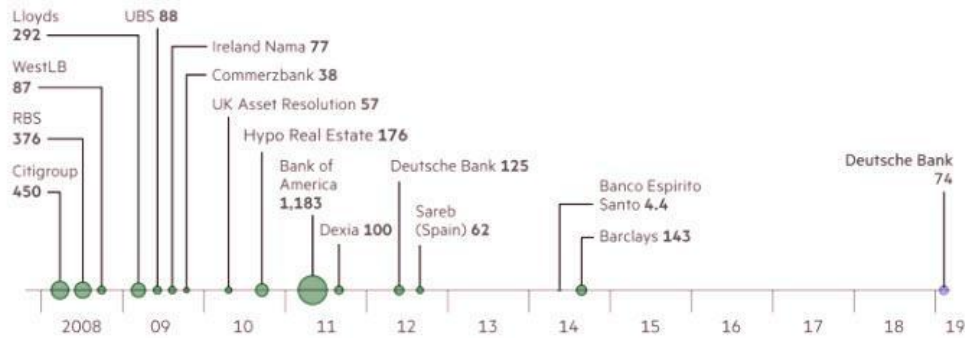 Lloyds
292
UBS 88
Ireland Nama 77
WestLB
87
Commerzbank 38
UK Asset Resolution 57
RBS
376
Hypo Real Estate 176
Citigroup
450
Bank of
America
1,183
Deutsche Bank 125
Deutsche Bank
74
Dexia 100
Sareb
(Spain) 62
Banco Espirito
Santo 4.4
Barclays 143
2008 09 10 11 12 13 14 15 16 17 18 19